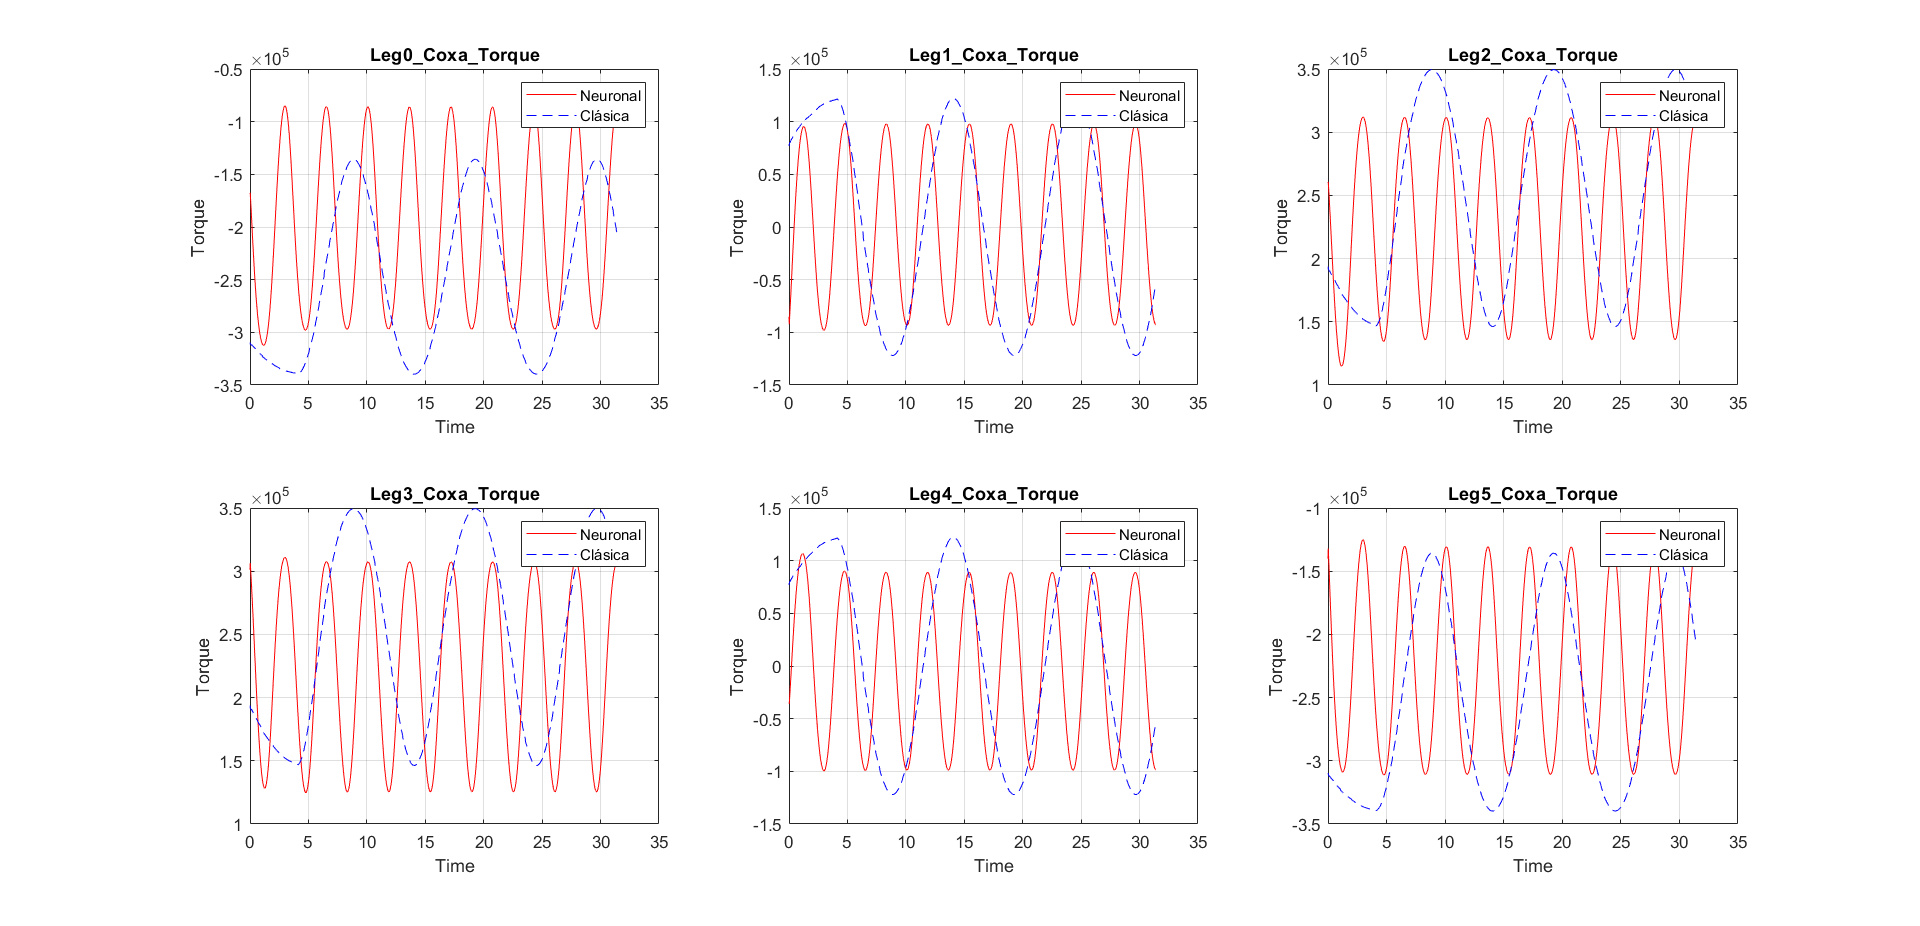 Leg0_Coxa_Torque
×10^5
-0.5
-1
-1.5
-2
-2.5
-3
-3.5
Torque
0 5 10 15 20 25 30 35
Time
Neuronal
Clásica
Leg1_Coxa_Torque
×10^5
1.5
1
0.5
0
-0.5
-1
-1.5
Torque
0 5 10 15 20 25 30 35
Time
Neuronal
Clásica
Leg2_Coxa_Torque
×10^5
3.5
3
2.5
2
1.5
1
Torque
0 5 10 15 20 25 30 35
Time
Neuronal
Clásica
Leg3_Coxa_Torque
×10^5
3.5
3
2.5
2
1.5
1
Torque
0 5 10 15 20 25 30 35
Time
Neuronal
Clásica
Leg4_Coxa_Torque
×10^5
1.5
1
0.5
0
-0.5
-1
-1.5
Torque
0 5 10 15 20 25 30 35
Time
Neuronal
Clásica
Leg5_Coxa_Torque
×10^5
-1
-1.5
-2
-2.5
-3
-3.5
Torque
0 5 10 15 20 25 30 35
Time
Neuronal
Clásica